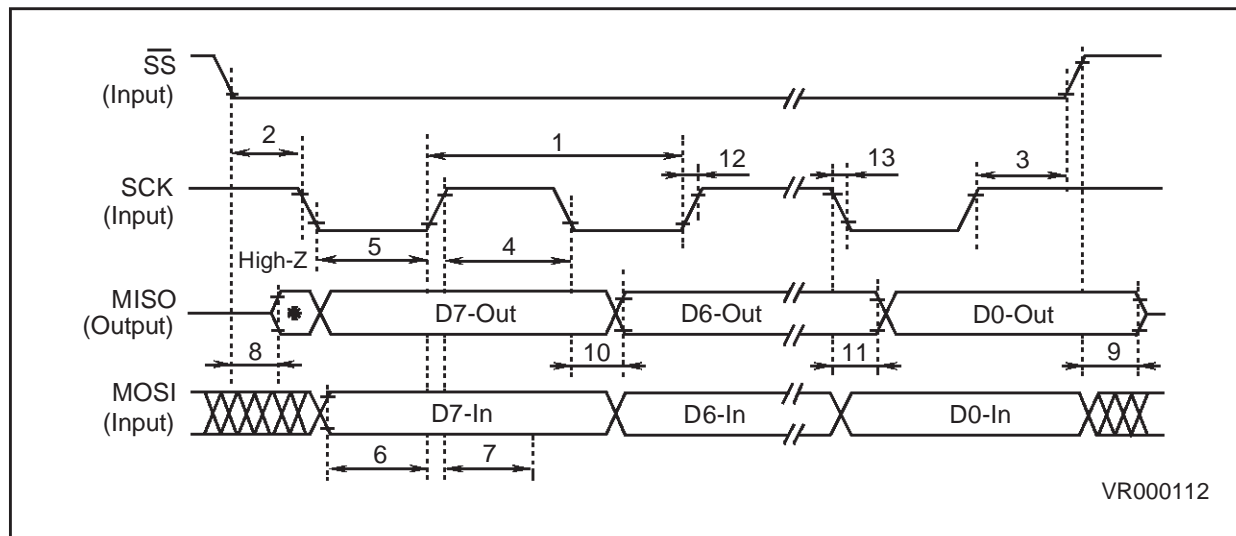 SS
(Input)
2
1
12
13
3
SCK
(Input)
5
4
High-Z
MISO
(Output)
*
D7-Out
D6-Out
D0-Out
8
10
11
9
MOSI
(Input)
D7-In
D6-In
D0-In
6
7
VR000112